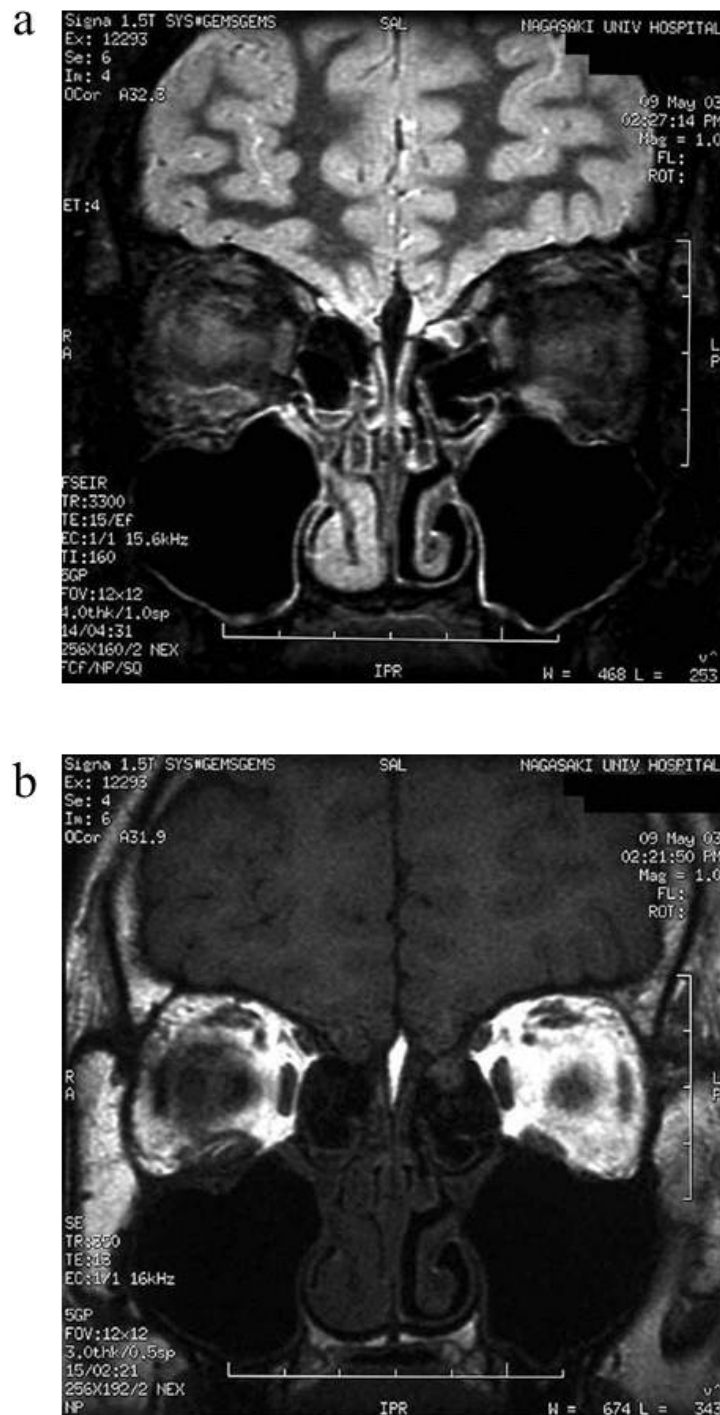 a
Signa 1.5T SYS#GEMSGEMS
SAL
NAGASAKI UNIV HOSPITAL
Ex: 12293
Se: 6
Im: 4
OCor A32.3
09 May 03
02:27:14 PM
Mag = 1.0
FL:
ROT:
ET:4
R
A
L
P
FSEIR
TR:3300
TE:15/Ef
EC:1/1 15.6kHz
TI:160
SGP
FOV:12x12
4.0thk/1.0sp
14/04:31
256X160/2 NEX
FCf/NP/SQ
IPR
W = 468 L = 253
b
Signa 1.5T SYS#GEMSGEMS
SAL
NAGASAKI UNIV HOSPITAL
Ex: 12293
Se: 4
Im: 6
OCor A31.9
09 May 03
02:21:50 PM
Mag = 1.0
FL:
ROT:
R
A
L
P
SE
TR:350
TE:13
EC:1/1 16kHz
SGP
FOV:12x12
3.0thk/0.5sp
15/02:21
256X192/2 NEX
NP
IPR
W = 674 L = 343